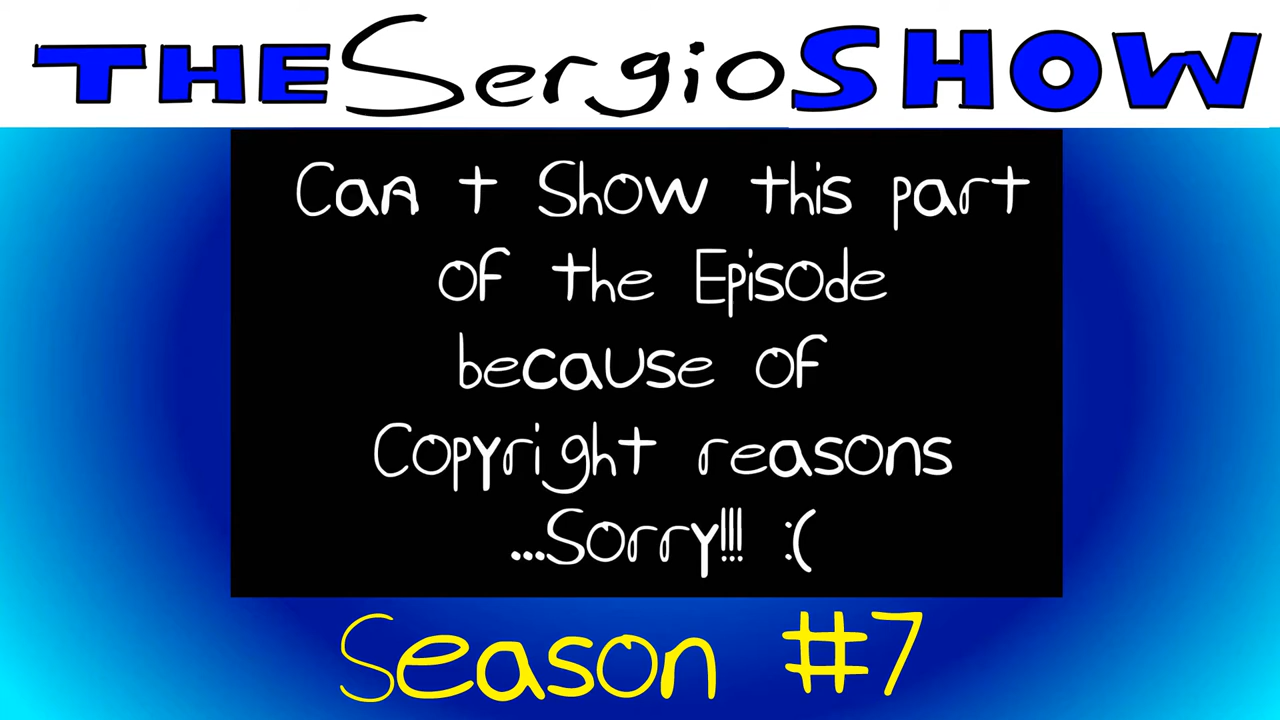 THE Sergio SHOW
Can t Show this part
of the Episode
because of
Copyright reasons
...Sorry!!! :(
Season #7